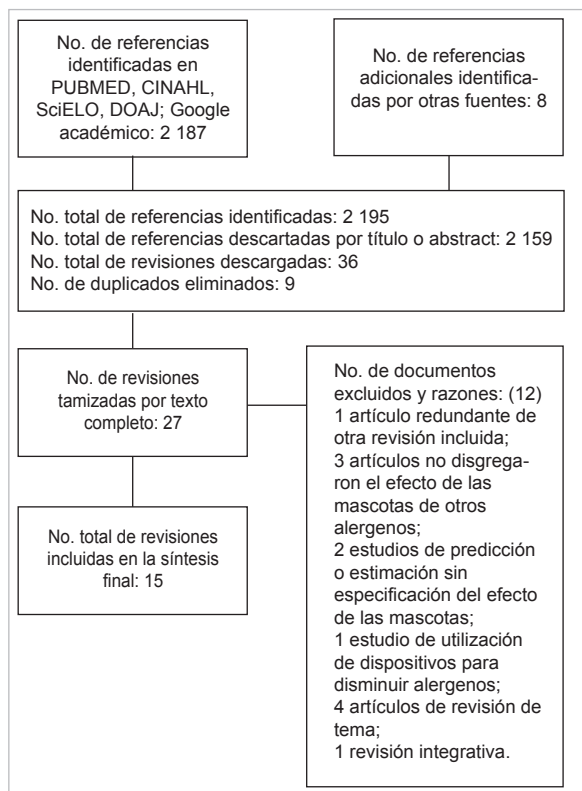 No. de referencias
identificadas en
PUBMED, CINAHL,
SciELO, DOAJ; Google
académico: 2 187
No. de referencias
adicionales identifica-
das por otras fuentes: 8
No. total de referencias identificadas: 2 195
No. total de referencias descartadas por título o abstract: 2 159
No. total de revisiones descargadas: 36
No. de duplicados eliminados: 9
No. de revisiones
tamizadas por texto
completo: 27
No. de documentos
excluidos y razones: (12)
1 artículo redundante de
otra revisión incluida;
3 artículos no disgrega-
ron el efecto de las
mascotas de otros
alergenos;
2 estudios de predicción
o estimación sin
especificación del efecto
de las mascotas;
1 estudio de utilización
de dispositivos para
disminuir alergenos;
4 artículos de revisión de
tema;
1 revisión integrativa.
No. total de revisiones
incluidas en la síntesis
final: 15